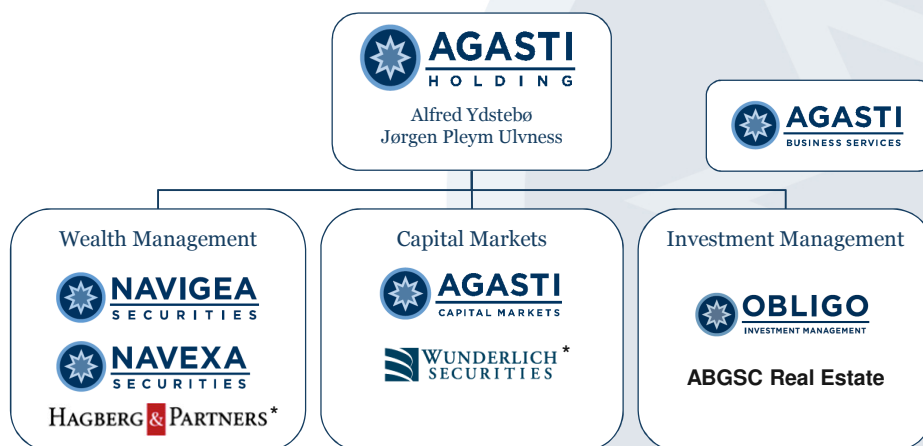 AGASTI
HOLDING
Alfred Ydstebø
Jørgen Pleym Ulvness
AGASTI
BUSINESS SERVICES
Wealth Management
NAVIGEA
SECURITIES
NAVEXA
SECURITIES
HAGBERG & PARTNERS*
Capital Markets
AGASTI
CAPITAL MARKETS
WUNDERLICH*
SECURITIES
Investment Management
OBLIGO
INVESTMENT MANAGEMENT
ABGSC Real Estate